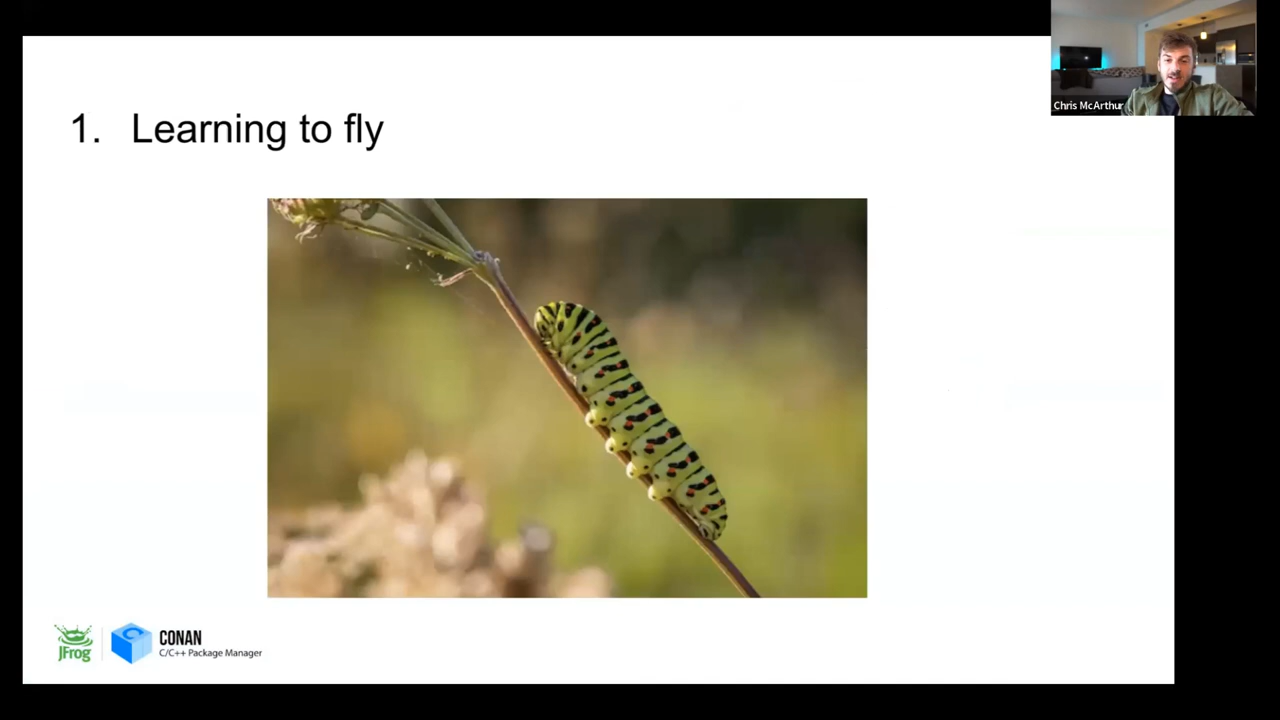 Chris McArthur
1. Learning to fly
JFrog
CONAN
C/C++ Package Manager